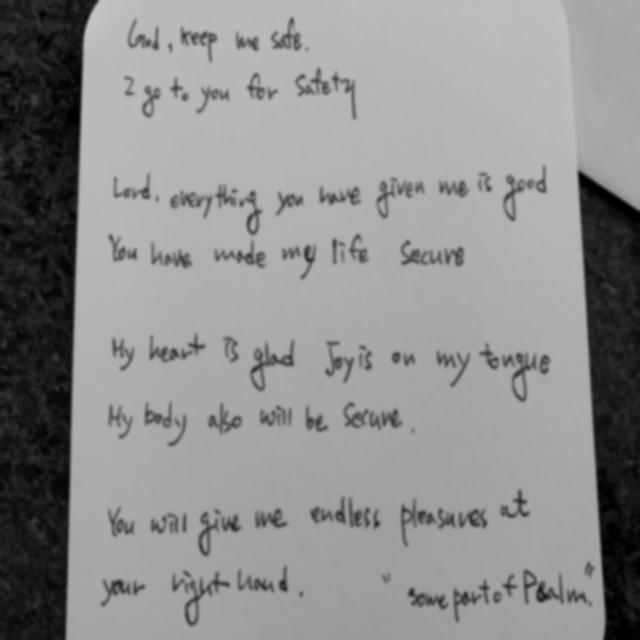 God, keep me safe.
I go to you for safety
Lord. everything you have given me is good
You have made my life secure
My heart is glad Joy is on my tongue
My body also will be secure.
You will give me endless pleasures at
your right hand. "some part of Psalm."